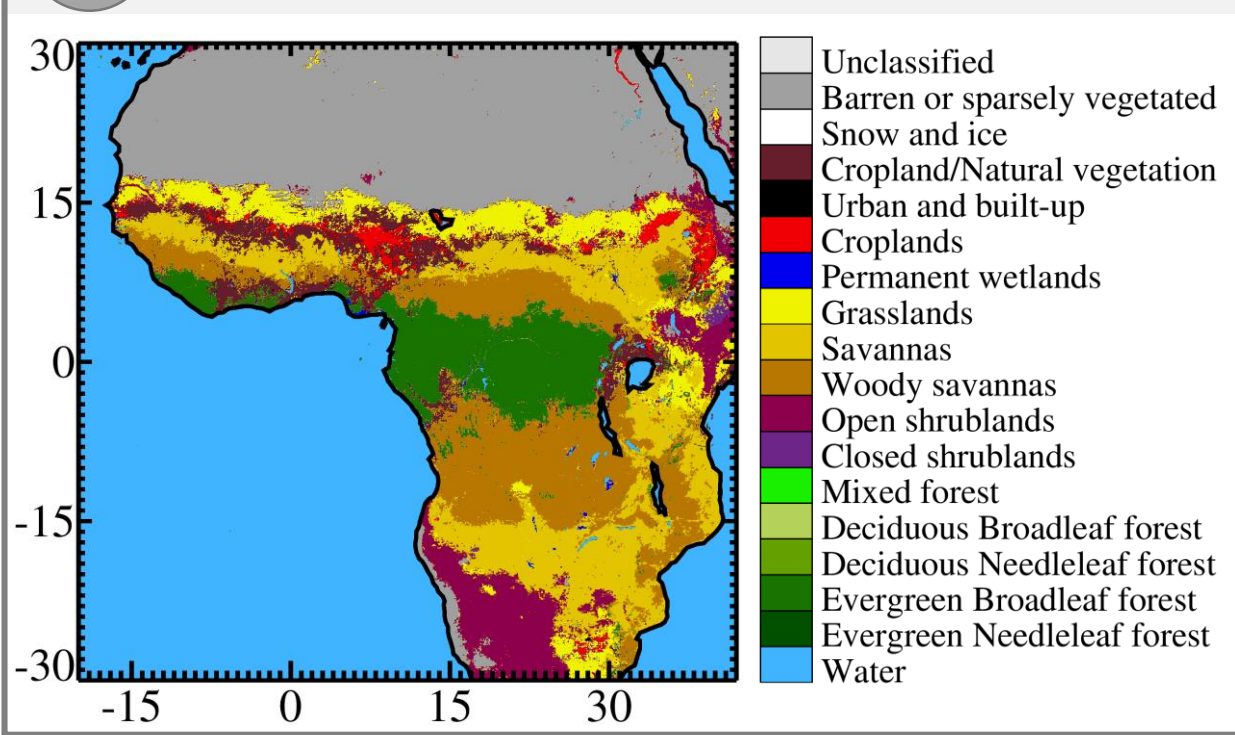 30
15
0
-15
-30
-15 0 15 30
Unclassified
Barren or sparsely vegetated
Snow and ice
Cropland/Natural vegetation
Urban and built-up
Croplands
Permanent wetlands
Grasslands
Savannas
Woody savannas
Open shrublands
Closed shrublands
Mixed forest
Deciduous Broadleaf forest
Deciduous Needleleaf forest
Evergreen Broadleaf forest
Evergreen Needleleaf forest
Water